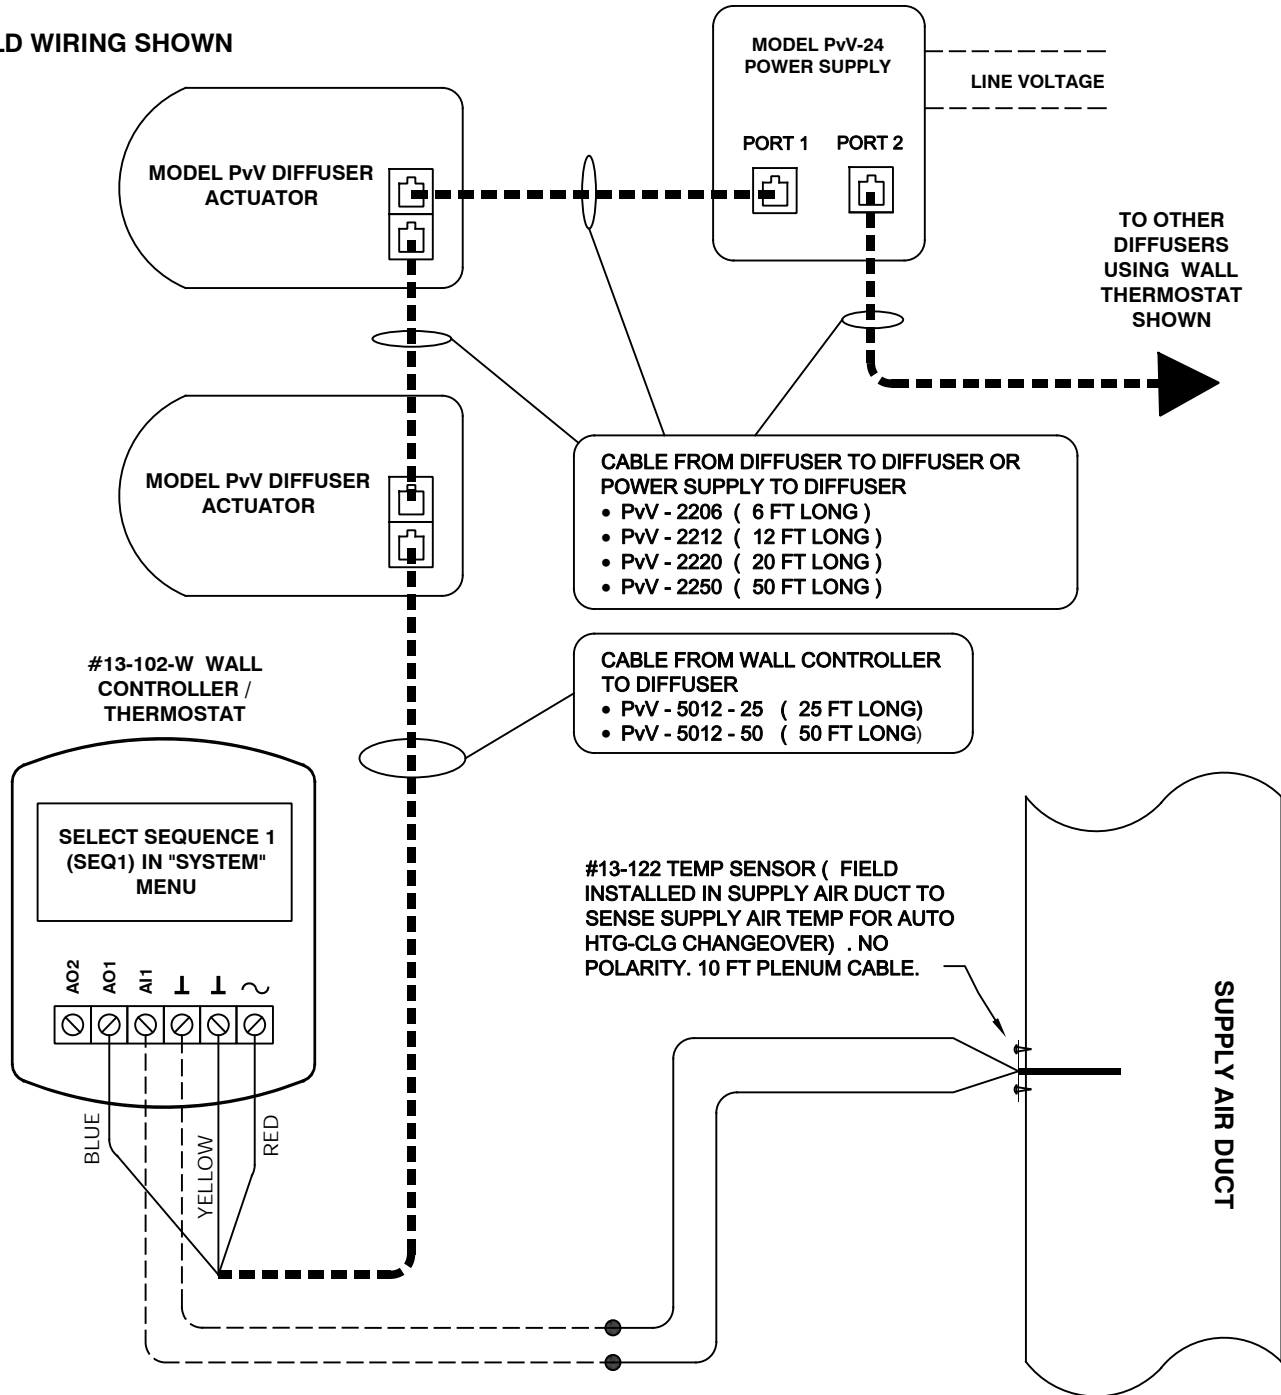 WIRING SHOWN
MODEL PvV-24
POWER SUPPLY
LINE VOLTAGE
PORT 1
PORT 2
MODEL PvV DIFFUSER
ACTUATOR
TO OTHER
DIFFUSERS
USING WALL
THERMOSTAT
SHOWN
CABLE FROM DIFFUSER TO DIFFUSER OR
POWER SUPPLY TO DIFFUSER
• PvV - 2206 ( 6 FT LONG )
• PvV - 2212 ( 12 FT LONG )
• PvV - 2220 ( 20 FT LONG )
• PvV - 2250 ( 50 FT LONG )
MODEL PvV DIFFUSER
ACTUATOR
#13-102-W WALL
CONTROLLER /
THERMOSTAT
CABLE FROM WALL CONTROLLER
TO DIFFUSER
• PvV - 5012 - 25 ( 25 FT LONG)
• PvV - 5012 - 50 ( 50 FT LONG)
SELECT SEQUENCE 1
(SEQ1) IN "SYSTEM"
MENU
#13-122 TEMP SENSOR ( FIELD
INSTALLED IN SUPPLY AIR DUCT TO
SENSE SUPPLY AIR TEMP FOR AUTO
HTG-CLG CHANGEOVER) . NO
POLARITY. 10 FT PLENUM CABLE.
AO2
AO1
AI1
BLUE
YELLOW
RED
SUPPLY AIR DUCT